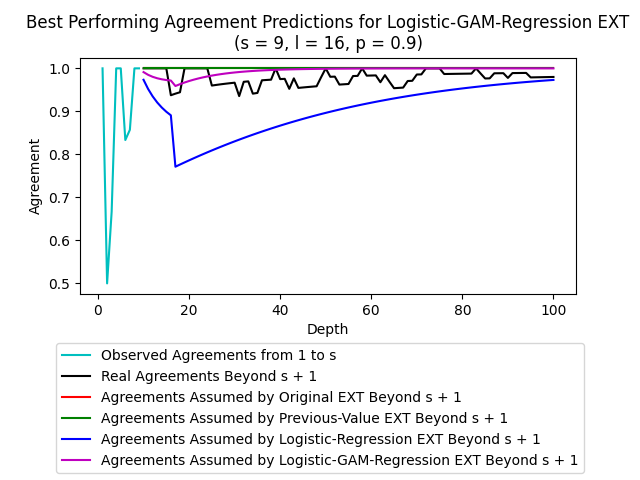 Best Performing Agreement Predictions for Logistic-GAM-Regression EXT
(s = 9, l = 16, p = 0.9)
1.0
0.9
0.8
0.7
0.6
0.5
Agreement
0 20 40 60 80 100
Depth
Observed Agreements from 1 to s
Real Agreements Beyond s + 1
Agreements Assumed by Original EXT Beyond s + 1
Agreements Assumed by Previous-Value EXT Beyond s + 1
Agreements Assumed by Logistic-Regression EXT Beyond s + 1
Agreements Assumed by Logistic-GAM-Regression EXT Beyond s + 1